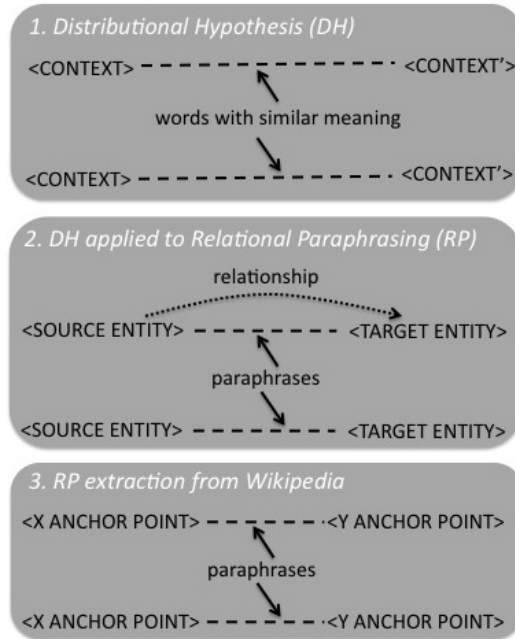 1. Distributional Hypothesis (DH)
<CONTEXT> <CONTEXT'>
words with similar meaning
<CONTEXT> <CONTEXT'>
2. DH applied to Relational Paraphrasing (RP)
relationship
<SOURCE ENTITY> <TARGET ENTITY>
paraphrases
<SOURCE ENTITY> <TARGET ENTITY>
3. RP extraction from Wikipedia
<X ANCHOR POINT> <Y ANCHOR POINT>
paraphrases
<X ANCHOR POINT> <Y ANCHOR POINT>